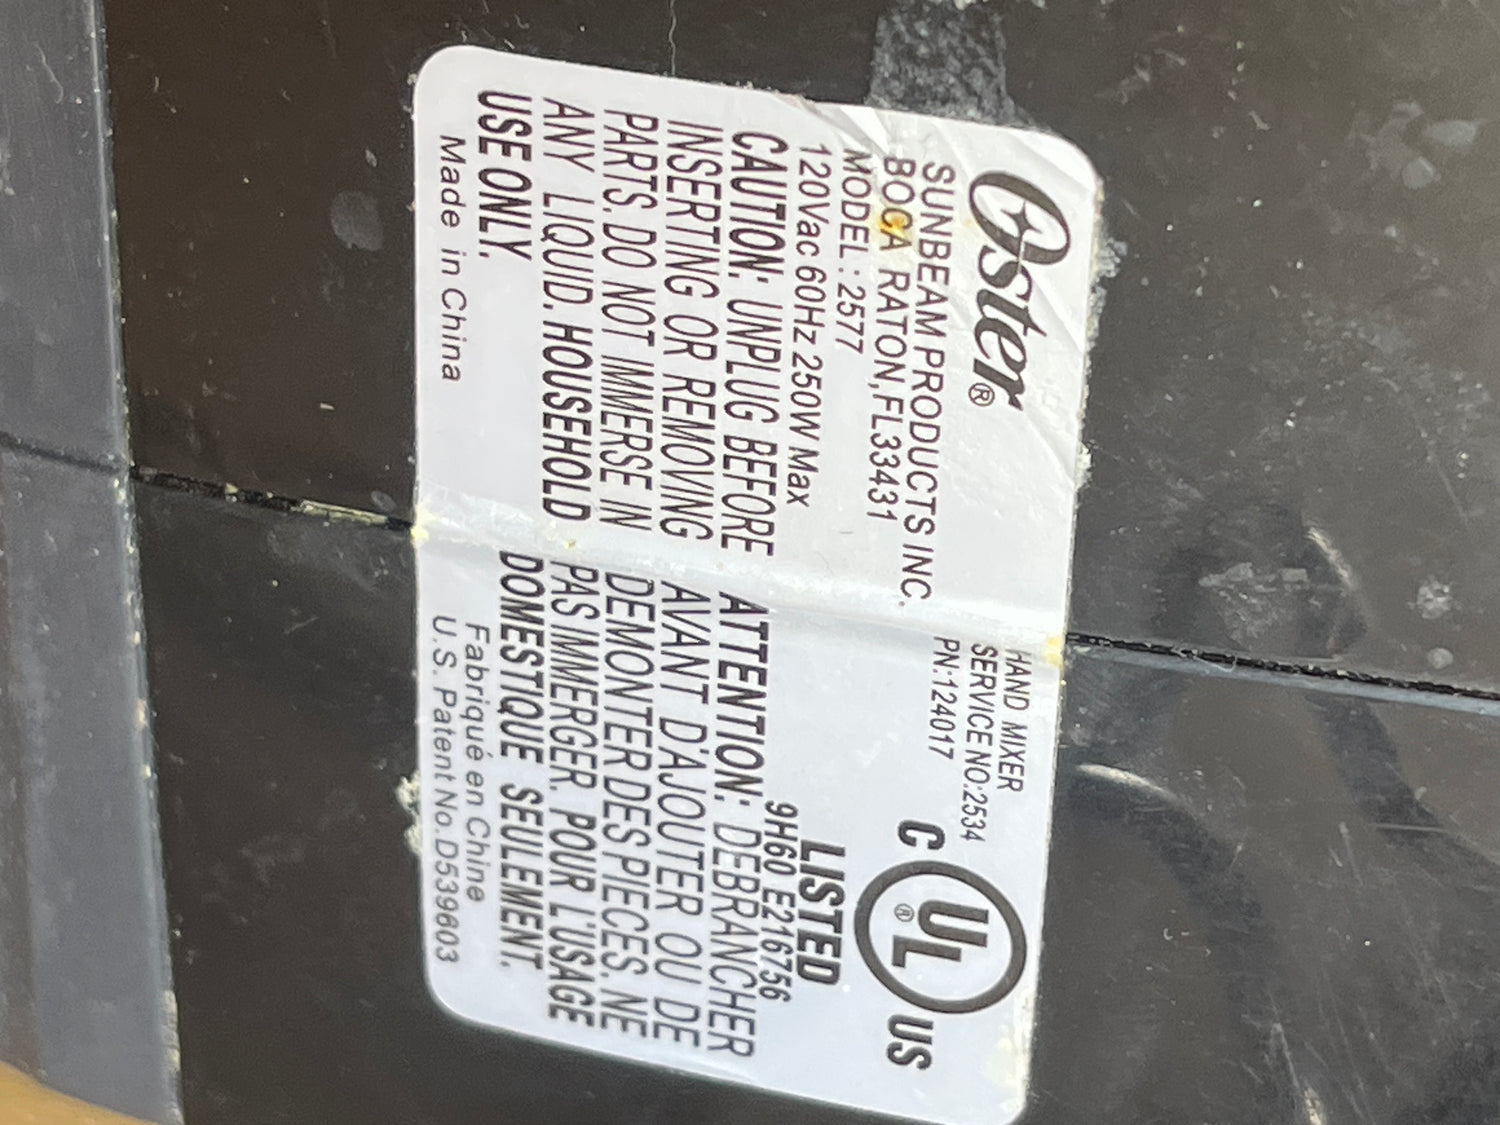 Oster®
SUNBEAM PRODUCTS INC.
BOCA RATON,FL33431
MODEL:2577
120Vac 60Hz 250W Max
CAUTION: UNPLUG BEFORE
INSERTING OR REMOVING
PARTS. DO NOT IMMERSE IN
ANY LIQUID. HOUSEHOLD
USE ONLY.
Made in China
HAND MIXER
SERVICE NO:2534
PN:124017
C UL® US
LISTED
9H60 E216756
ATTENTION: DEBRANCHER
AVANT D'AJOUTER OU DE
DEMONTER DES PIECES. NE
PAS IMMERGER. POUR L'USAGE
DOMESTIQUE SEULEMENT.
Fabriqué en Chine
U.S. Patent No.D539603